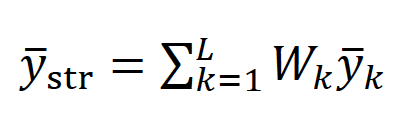 ȳ_str = ∑_{k=1}^{L} W_k ȳ_k